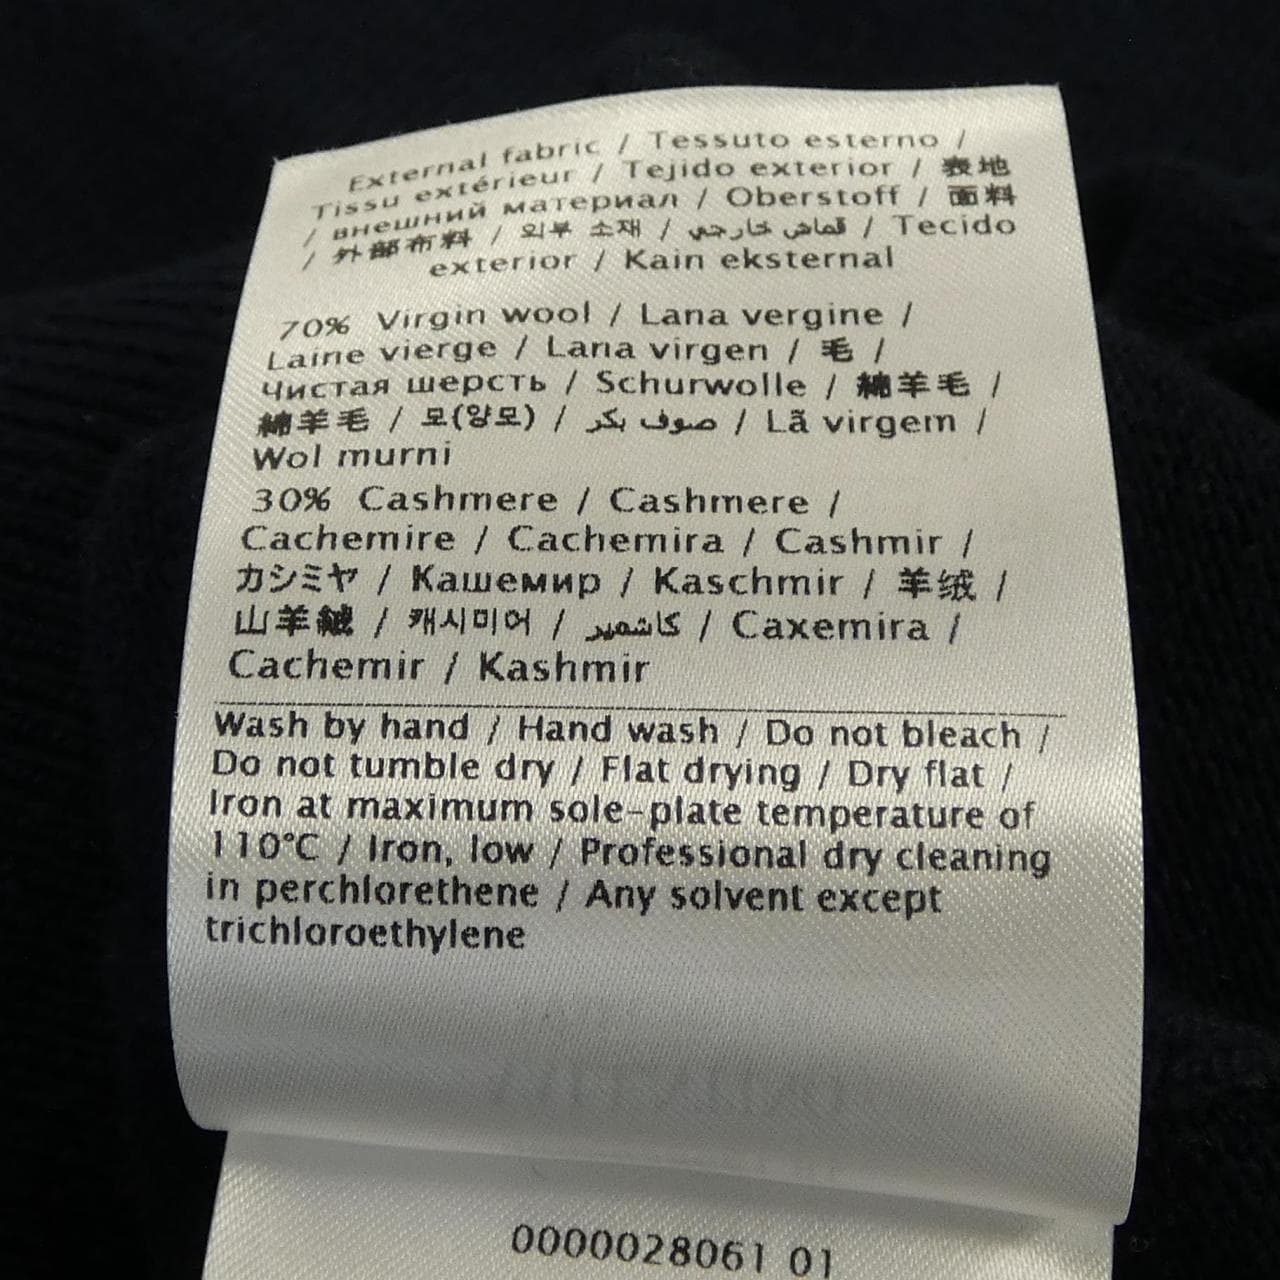 External fabric / Tessuto esterno /
Tissu extérieur / Tejido exterior / 表地
/ внешний материал / Oberstoff / 面料
/ 外部布料 / 외부 소재 / قماش خارجي / Tecido
exterior / Kain eksternal
70% Virgin wool / Lana vergine /
Laine vierge / Lana virgen / 毛 /
Чистая шерсть / Schurwolle / 綿羊毛 /
綿羊毛 / 모(양모) / صوف بكر / Lã virgem /
Wol murni
30% Cashmere / Cashmere /
Cachemire / Cachemira / Cashmir /
カシミヤ / Кашемир / Kaschmir / 羊绒 /
山羊絨 / 캐시미어 / كاشمير / Caxemira /
Cachemir / Kashmir
Wash by hand / Hand wash / Do not bleach /
Do not tumble dry / Flat drying / Dry flat /
Iron at maximum sole-plate temperature of
110°C / Iron, low / Professional dry cleaning
in perchlorethene / Any solvent except
trichloroethylene
0000028061 01